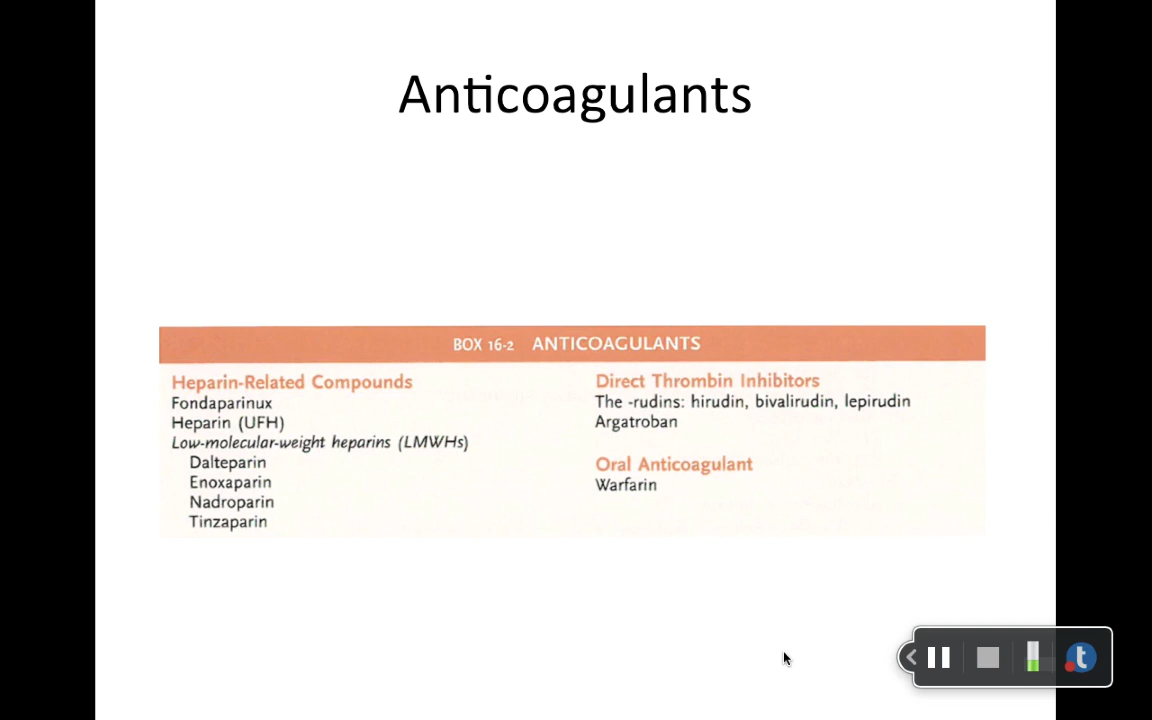 Anticoagulants
BOX 16-2 ANTICOAGULANTS
Heparin-Related Compounds
Fondaparinux
Heparin (UFH)
Low-molecular-weight heparins (LMWHs)
Dalteparin
Enoxaparin
Nadroparin
Tinzaparin
Direct Thrombin Inhibitors
The -rudins: hirudin, bivalirudin, lepirudin
Argatroban
Oral Anticoagulant
Warfarin
t